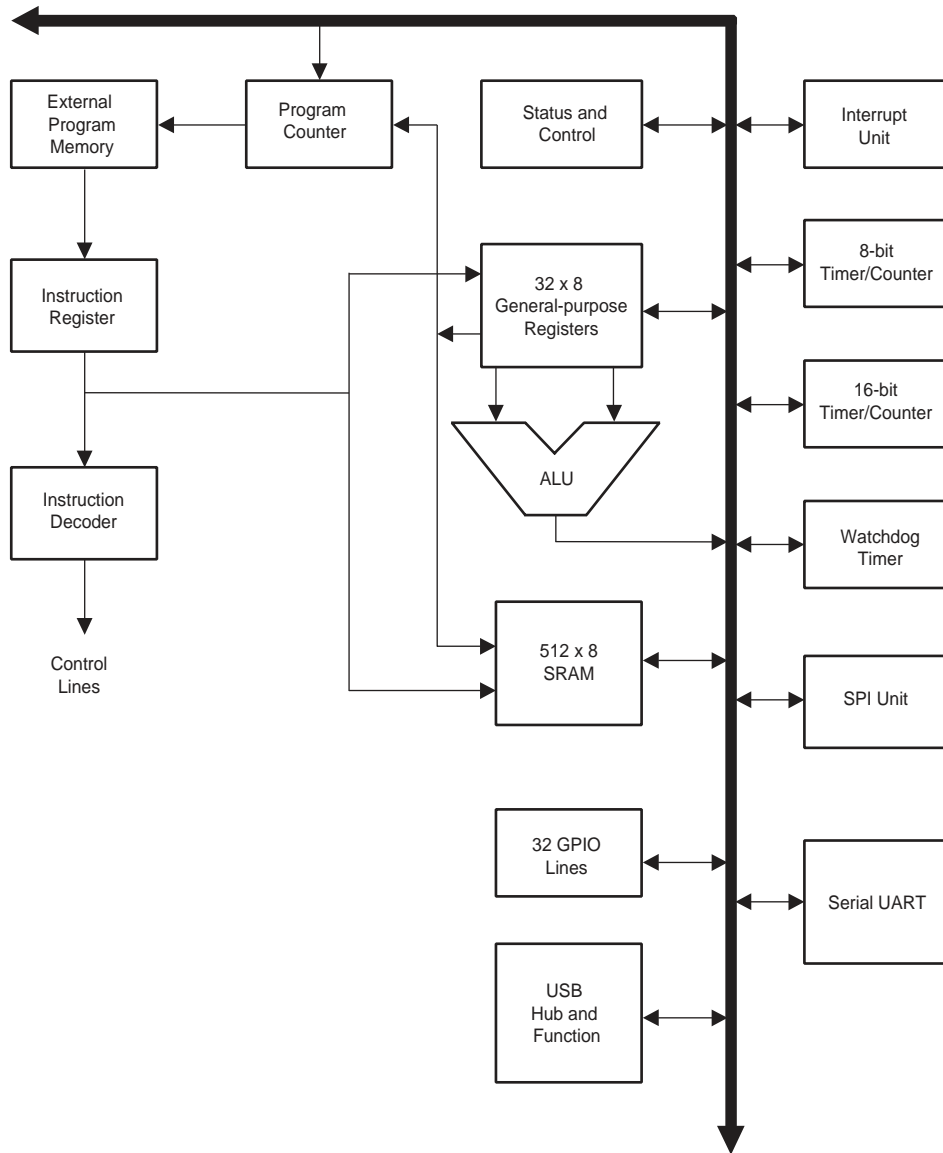 External
Program
Memory
Program
Counter
Status and
Control
Interrupt
Unit
8-bit
Timer/Counter
Instruction
Register
32 x 8
General-purpose
Registers
16-bit
Timer/Counter
Instruction
Decoder
ALU
Watchdog
Timer
Control
Lines
512 x 8
SRAM
SPI Unit
32 GPIO
Lines
Serial UART
USB
Hub and
Function